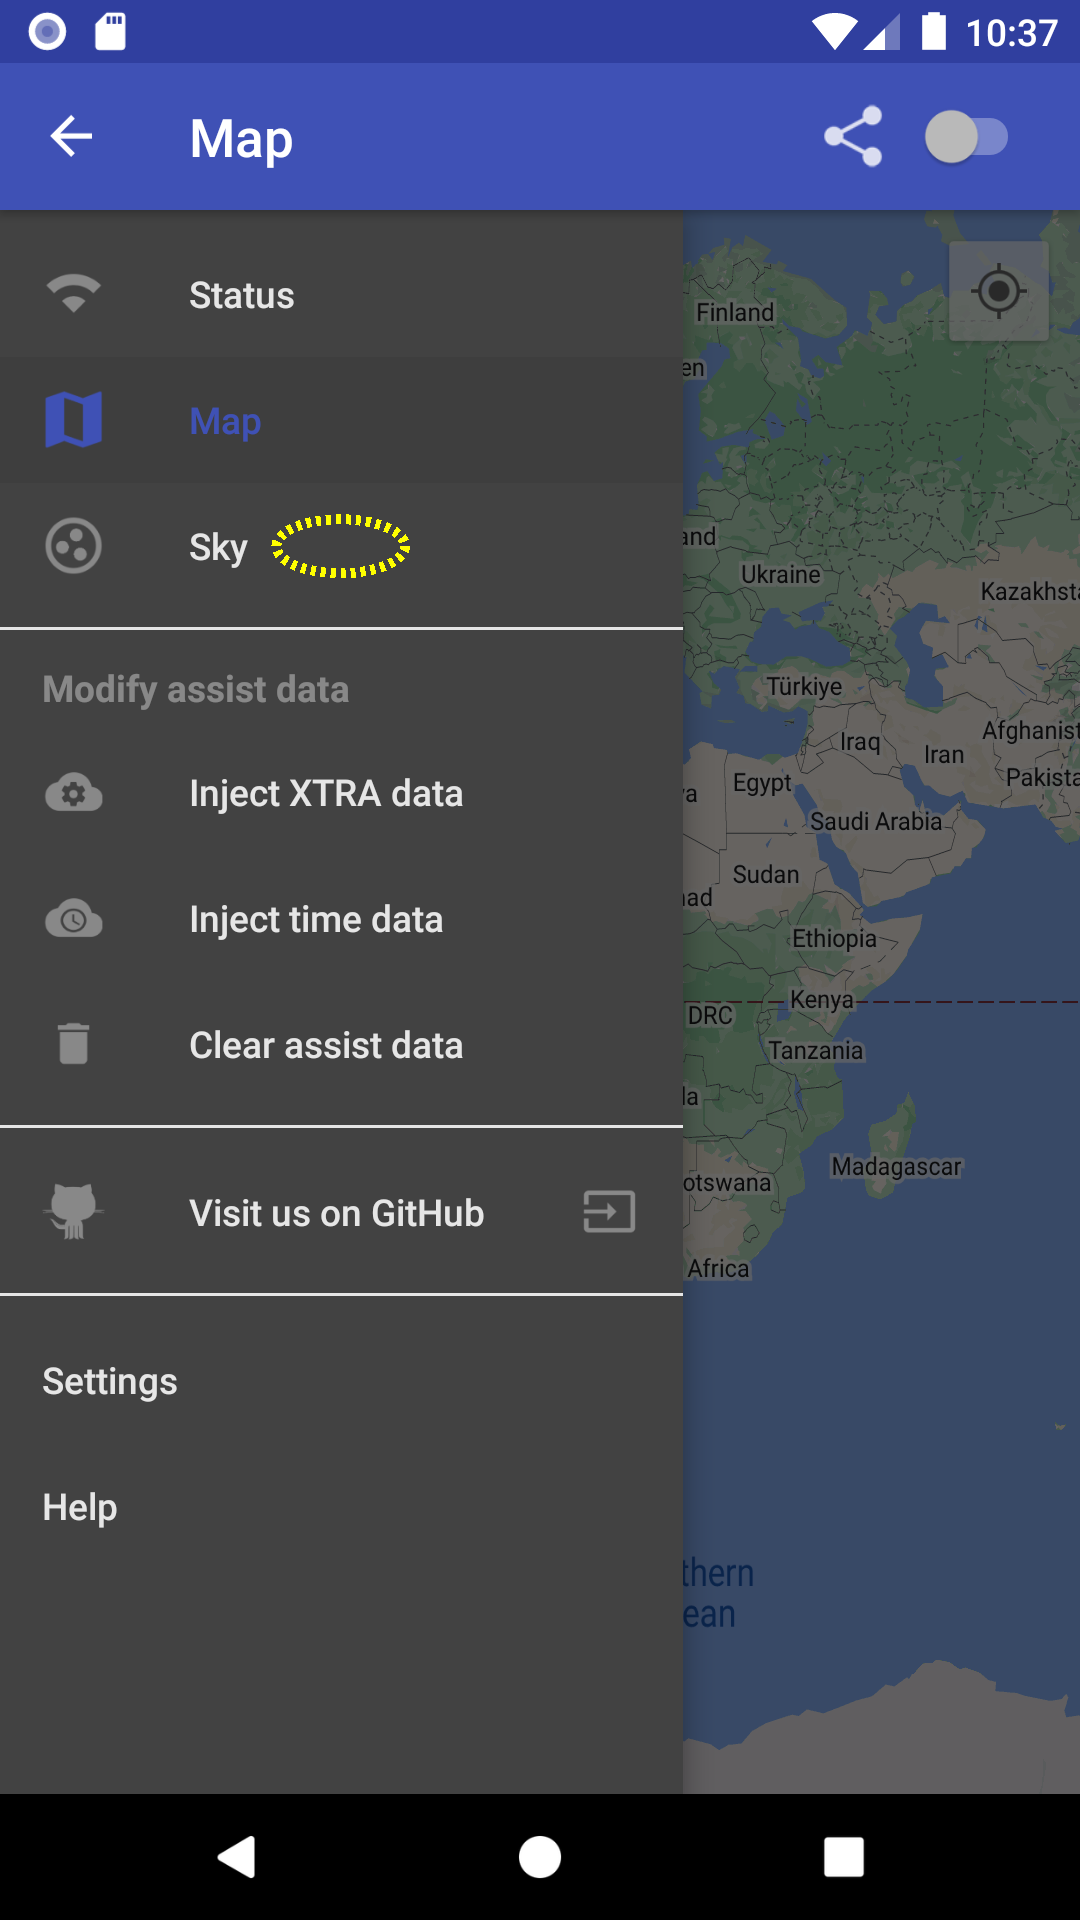 10:37
Map
Status
Map
Sky
Modify assist data
Inject XTRA data
Inject time data
Clear assist data
Visit us on GitHub
Settings
Help
Finland
en
and
Ukraine
Kazakhsta
Türkiye
Afghanist
Iraq
Iran
Pakista
Egypt
ya
Saudi Arabia
Sudan
had
Ethiopia
Kenya
DRC
Tanzania
la
Madagascar
otswana
Africa
thern
ean